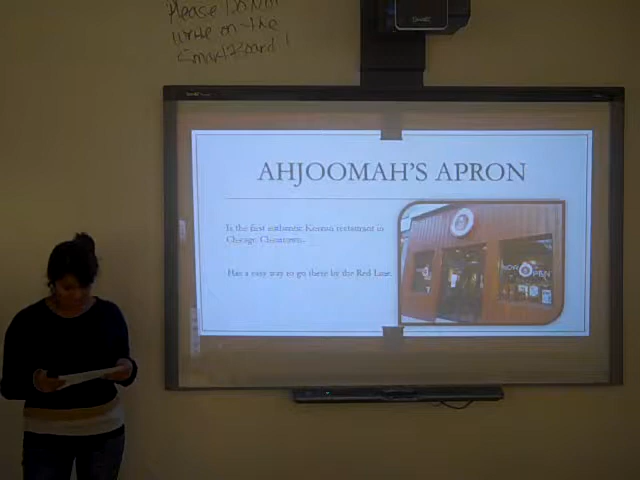 Please Do NOT
write on the
SmartBoard!
AHJOOMAH'S APRON
Is the first authentic Korean restaurant in
Chicago Chinatown.
Has a easy way to go there by the Red Line.
OPEN